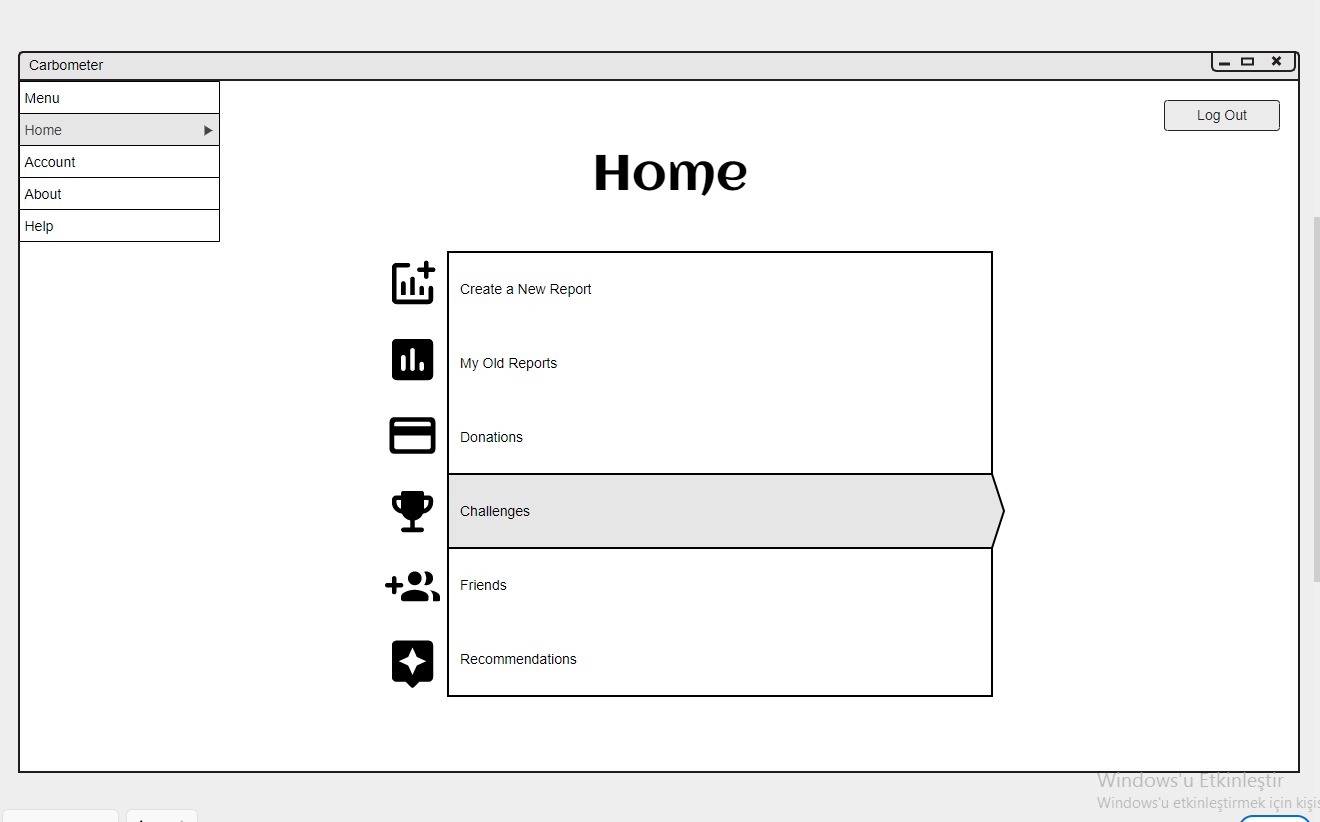 Carbometer
Menu
Home
Account
About
Help
Log Out
Home
Create a New Report
My Old Reports
Donations
Challenges
Friends
Recommendations
Windows'u Etkinleştir
Windows'u etkinleştirmek için